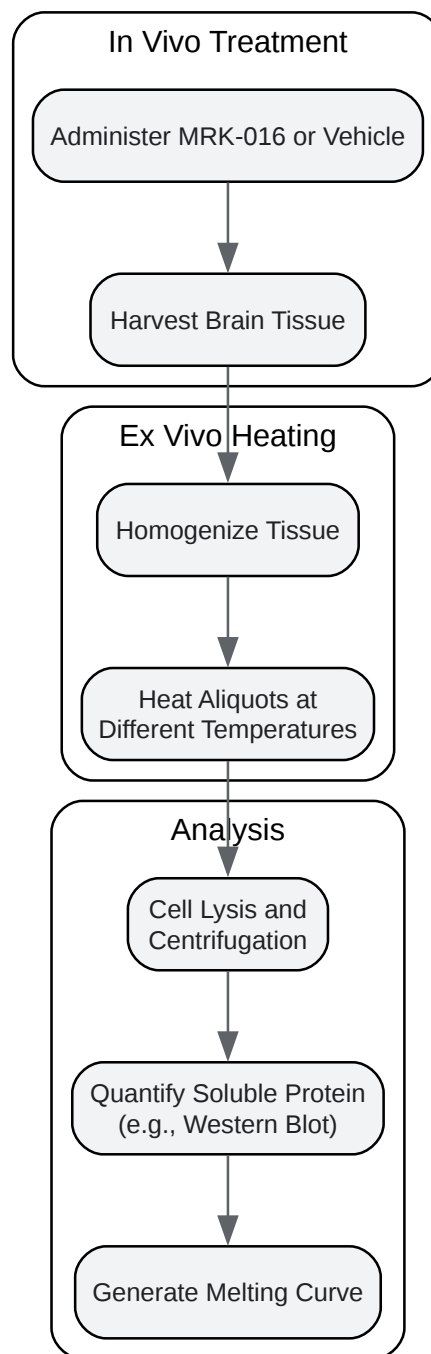 In Vivo Treatment
Administer MRK-016 or Vehicle
Harvest Brain Tissue
Ex Vivo Heating
Homogenize Tissue
Heat Aliquots at
Different Temperatures
Analysis
Cell Lysis and
Centrifugation
Quantify Soluble Protein
(e.g., Western Blot)
Generate Melting Curve